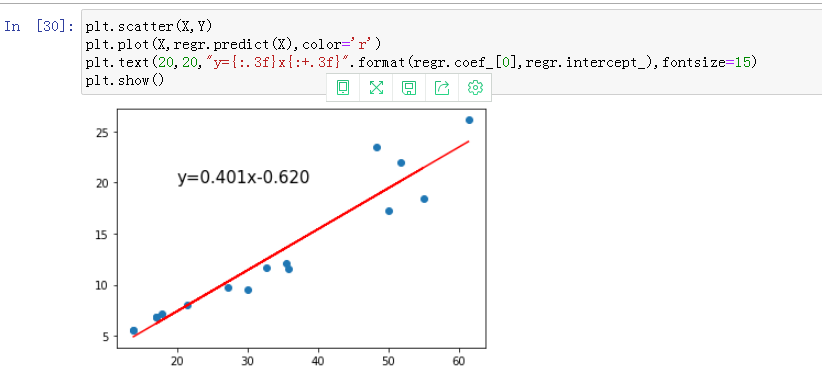 In [30]: plt.scatter(X,Y)
plt.plot(X,regr.predict(X),color='r')
plt.text(20,20,"y={:.3f}x{:+.3f}".format(regr.coef_[0],regr.intercept_),fontsize=15)
plt.show()
25
y=0.401x-0.620
20
15
10
5
20 30 40 50 60